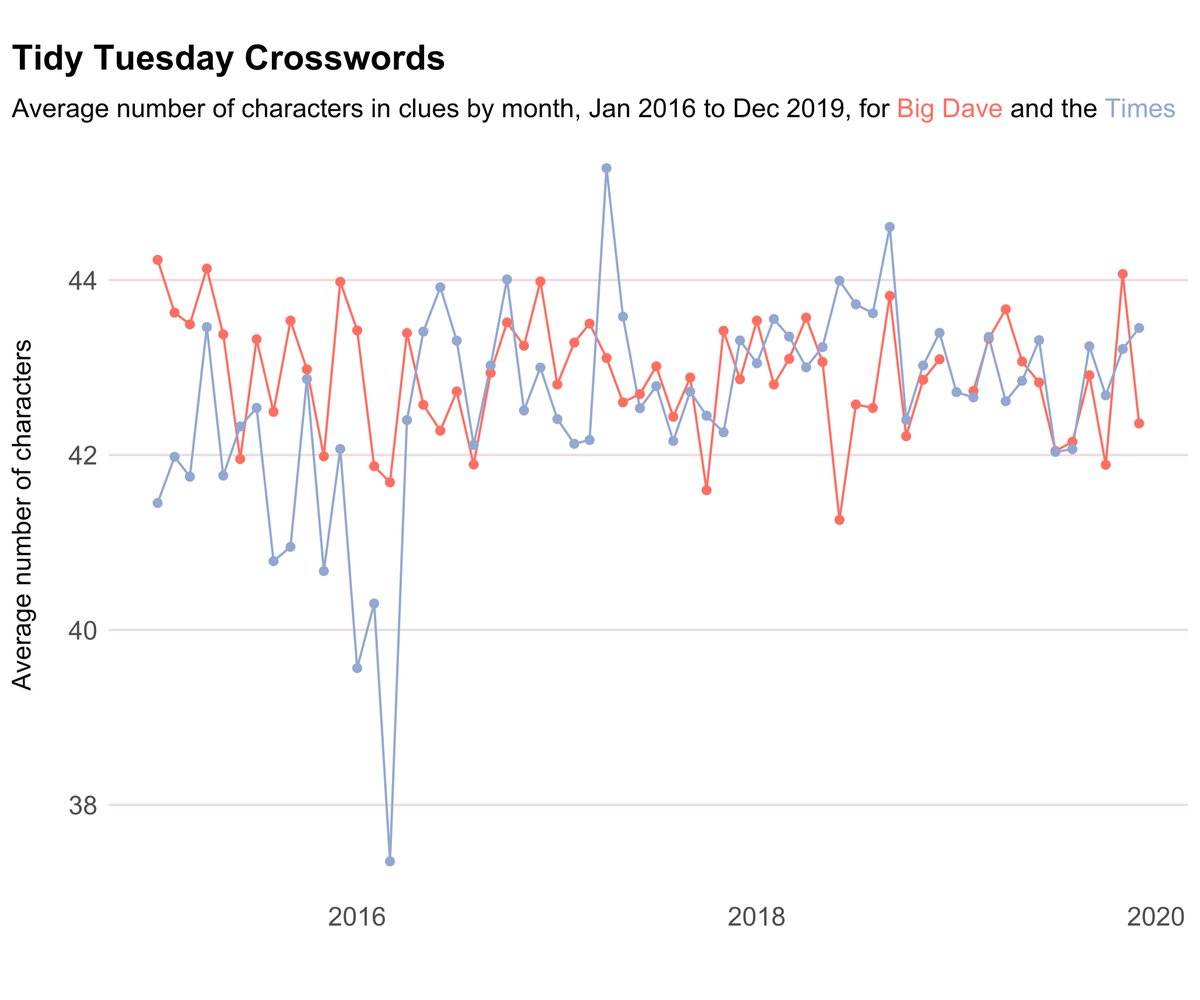 Tidy Tuesday Crosswords
Average number of characters in clues by month, Jan 2016 to Dec 2019, for Big Dave and the Times
Average number of characters
44
42
40
38
2016 2018 2020